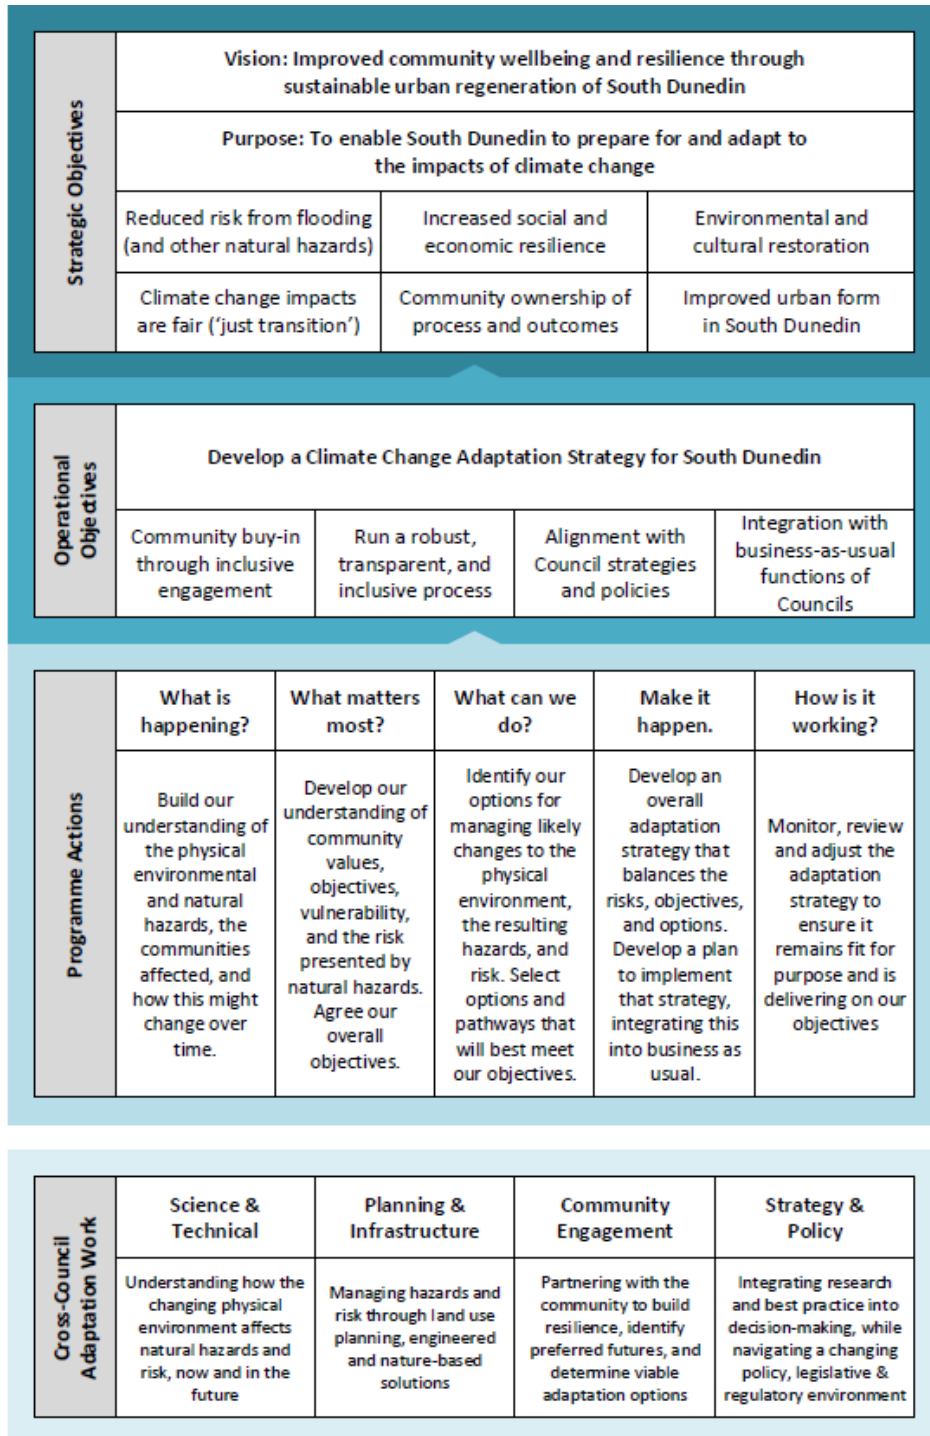 Strategic Objectives
Vision: Improved community wellbeing and resilience through
sustainable urban regeneration of South Dunedin
Purpose: To enable South Dunedin to prepare for and adapt to
the impacts of climate change
Reduced risk from flooding
(and other natural hazards)
Increased social and
economic resilience
Environmental and
cultural restoration
Climate change impacts
are fair (‘just transition’)
Community ownership of
process and outcomes
Improved urban form
in South Dunedin
Operational
Objectives
Develop a Climate Change Adaptation Strategy for South Dunedin
Community buy-in
through inclusive
engagement
Run a robust,
transparent, and
inclusive process
Alignment with
Council strategies
and policies
Integration with
business-as-usual
functions of
Councils
Programme Actions
What is
happening?
What matters
most?
What can we
do?
Make it
happen.
How is it
working?
Build our
understanding of
the physical
environmental
and natural
hazards, the
communities
affected, and
how this might
change over
time.
Develop our
understanding of
community
values,
objectives,
vulnerability,
and the risk
presented by
natural hazards.
Agree our
overall
objectives.
Identify our
options for
managing likely
changes to the
physical
environment,
the resulting
hazards, and
risk. Select
options and
pathways that
will best meet
our objectives.
Develop an
overall
adaptation
strategy that
balances the
risks, objectives,
and options.
Develop a plan
to implement
that strategy,
integrating this
into business as
usual.
Monitor, review
and adjust the
adaptation
strategy to
ensure it
remains fit for
purpose and is
delivering on our
objectives
Cross-Council
Adaptation Work
Science &
Technical
Planning &
Infrastructure
Community
Engagement
Strategy &
Policy
Understanding how the
changing physical
environment affects
natural hazards and
risk, now and in the
future
Managing hazards and
risk through land use
planning, engineered
and nature-based
solutions
Partnering with the
community to build
resilience, identify
preferred futures, and
determine viable
adaptation options
Integrating research
and best practice into
decision-making, while
navigating a changing
policy, legislative &
regulatory environment